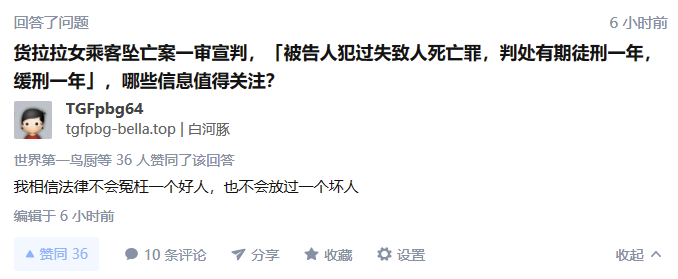 回答了问题 6 小时前
货拉拉女乘客坠亡案一审宣判，「被告人犯过失致人死亡罪，判处有期徒刑一年，
缓刑一年」，哪些信息值得关注？
TGFpbg64
tgfpbg-bella.top | 白河豚
世界第一鸟厨等 36 人赞同了该回答
我相信法律不会冤枉一个好人，也不会放过一个坏人
编辑于 6 小时前
赞同 36 10 条评论 分享 收藏 设置 收起